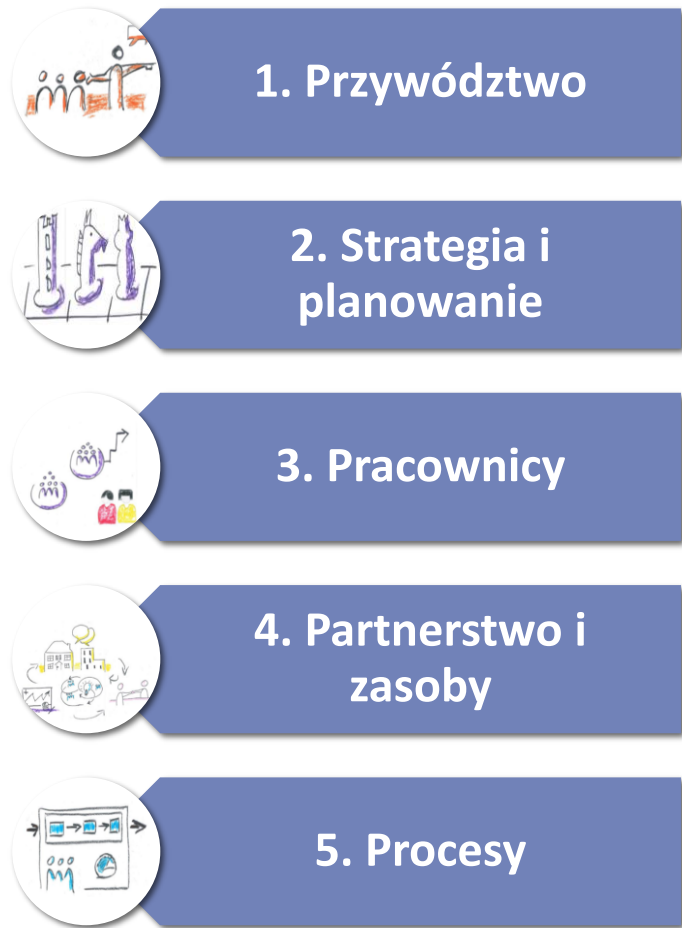 1. Przywództwo
2. Strategia i
planowanie
3. Pracownicy
4. Partnerstwo i
zasoby
5. Procesy